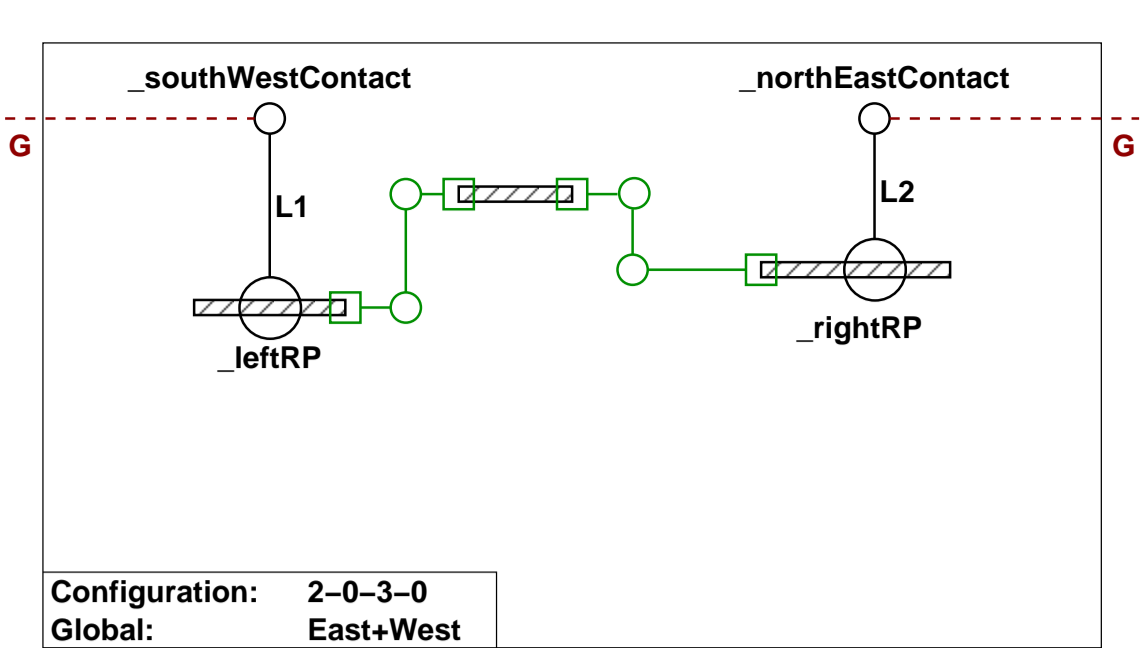 _southWestContact
_northEastContact
G
G
L1
L2
_leftRP
_rightRP
Configuration: 2–0–3–0
Global: East+West